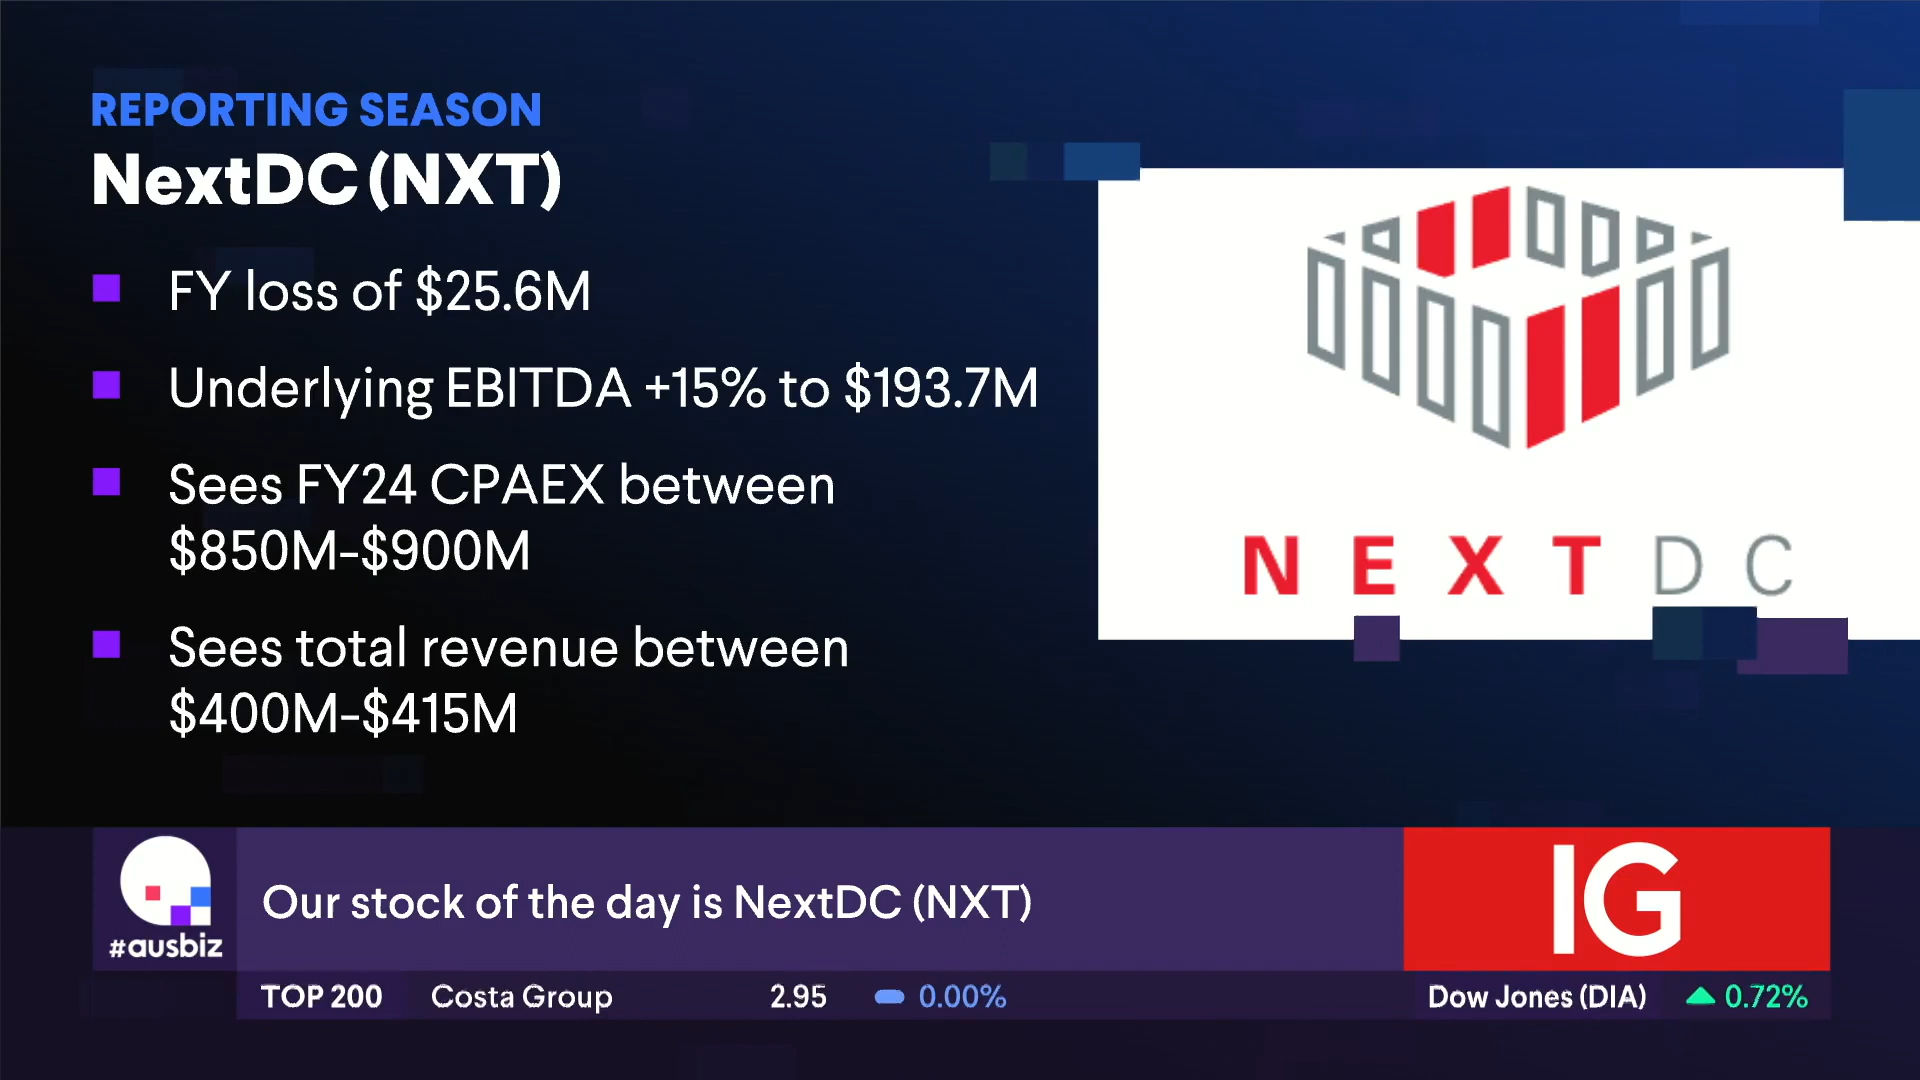 REPORTING SEASON
NextDC (NXT)
FY loss of $25.6M
Underlying EBITDA +15% to $193.7M
Sees FY24 CPAEX between
$850M-$900M
Sees total revenue between
$400M-$415M
NEXTDC
#ausbiz
Our stock of the day is NextDC (NXT)
IG
TOP 200 Costa Group 2.95 0.00% Dow Jones (DIA) 0.72%